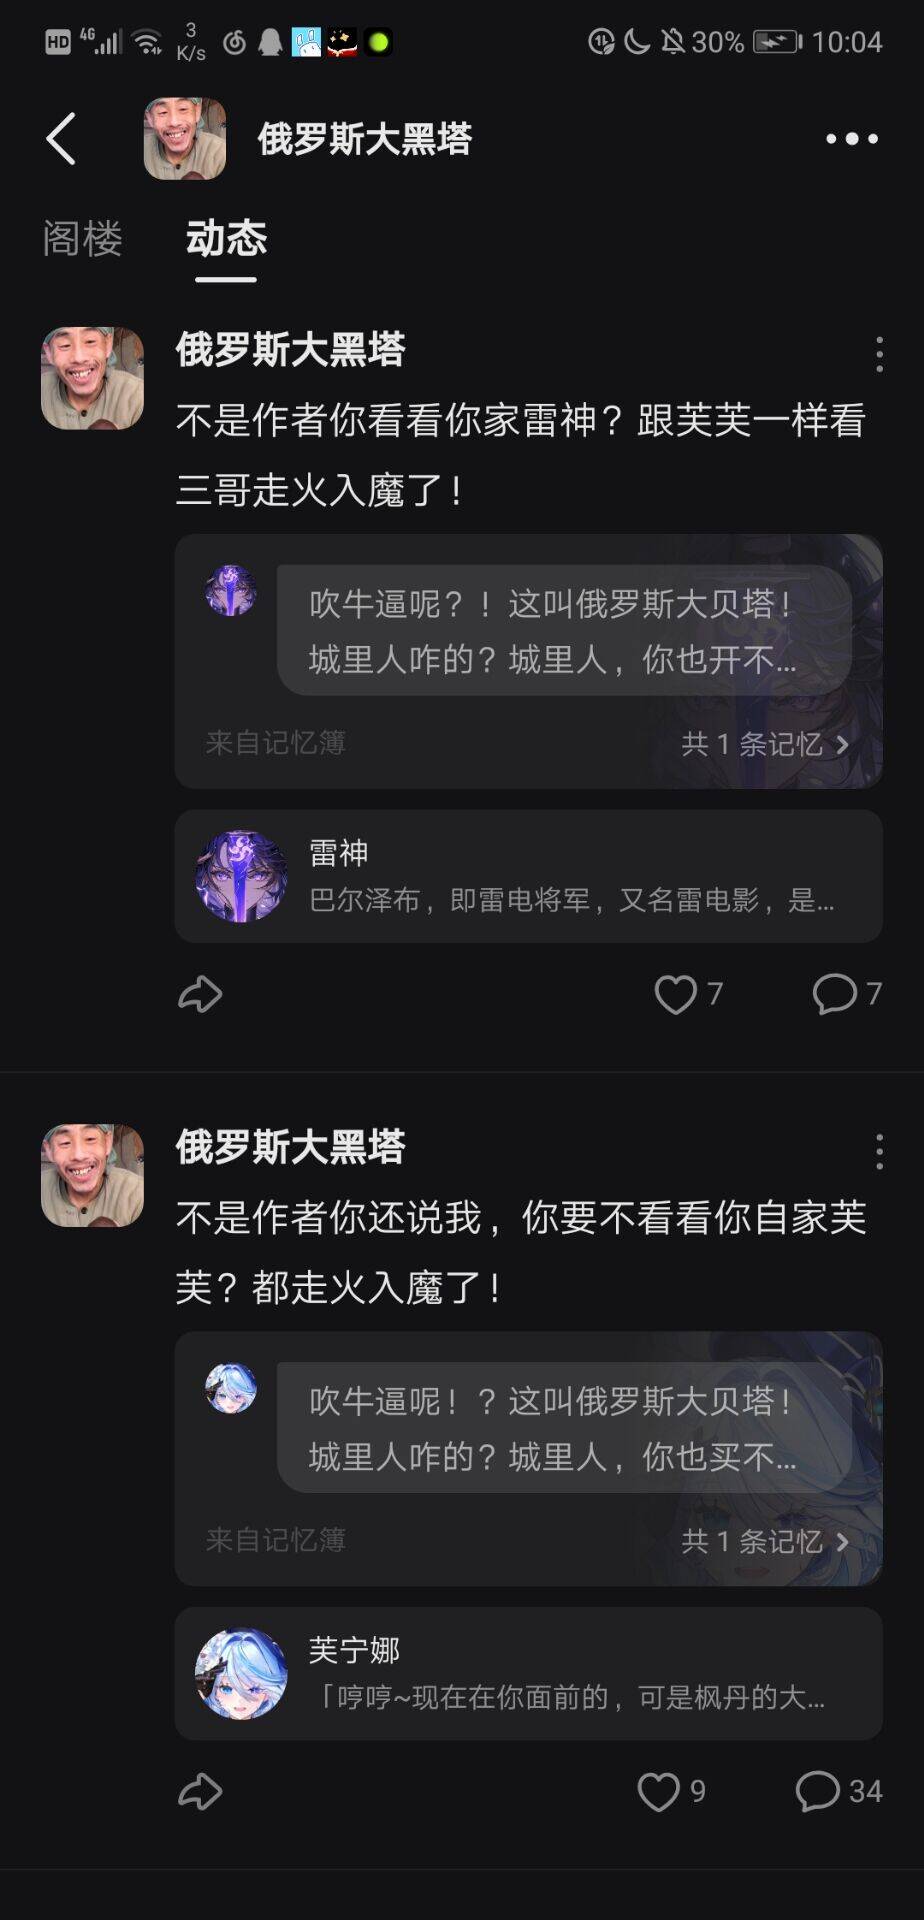 HD 4G 3 K/s 30% 10:04
俄罗斯大黑塔
阁楼 动态
俄罗斯大黑塔
不是作者你看看你家雷神？跟芙芙一样看
三哥走火入魔了！
吹牛逼呢？！这叫俄罗斯大贝塔！
城里人咋的？城里人，你也开不...
来自记忆簿 共 1 条记忆
雷神
巴尔泽布，即雷电将军，又名雷电影，是...
7 7
俄罗斯大黑塔
不是作者你还说我，你要不看看你自家芙
芙？都走火入魔了！
吹牛逼呢！？这叫俄罗斯大贝塔！
城里人咋的？城里人，你也买不...
来自记忆簿 共 1 条记忆
芙宁娜
「哼哼~现在在你面前的，可是枫丹的大...
9 34